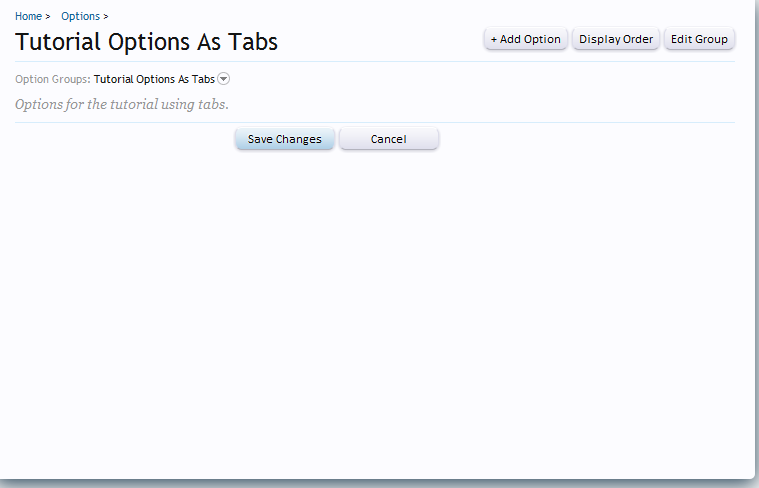 Home > Options >
Tutorial Options As Tabs
+ Add Option Display Order Edit Group
Option Groups: Tutorial Options As Tabs
Options for the tutorial using tabs.
Save Changes Cancel